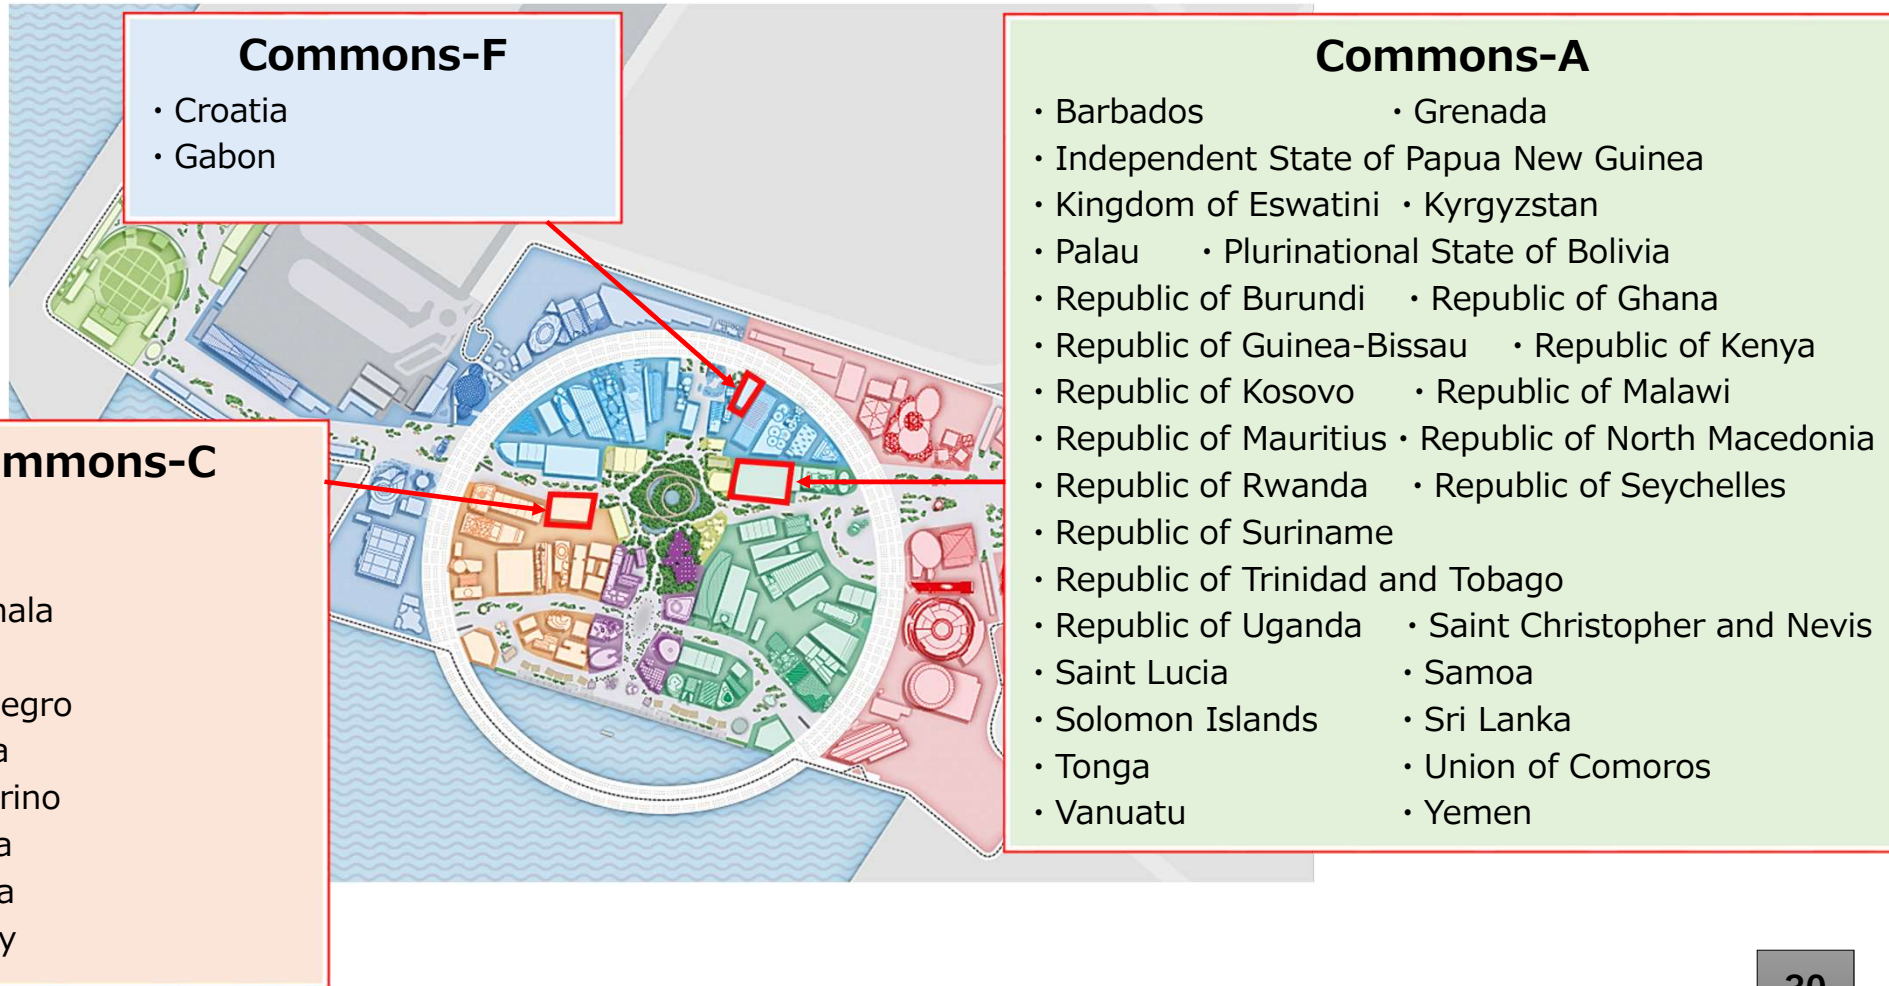 Commons-F
・Croatia
・Gabon
Commons-A
・Barbados ・Grenada
・Independent State of Papua New Guinea
・Kingdom of Eswatini ・Kyrgyzstan
・Palau ・Plurinational State of Bolivia
・Republic of Burundi ・Republic of Ghana
・Republic of Guinea-Bissau ・Republic of Kenya
・Republic of Kosovo ・Republic of Malawi
・Republic of Mauritius・Republic of North Macedonia
・Republic of Rwanda ・Republic of Seychelles
・Republic of Suriname
・Republic of Trinidad and Tobago
・Republic of Uganda ・Saint Christopher and Nevis
・Saint Lucia ・Samoa
・Solomon Islands ・Sri Lanka
・Tonga ・Union of Comoros
・Vanuatu ・Yemen
mmons-C
nala
egro
a
rino
a
a
y